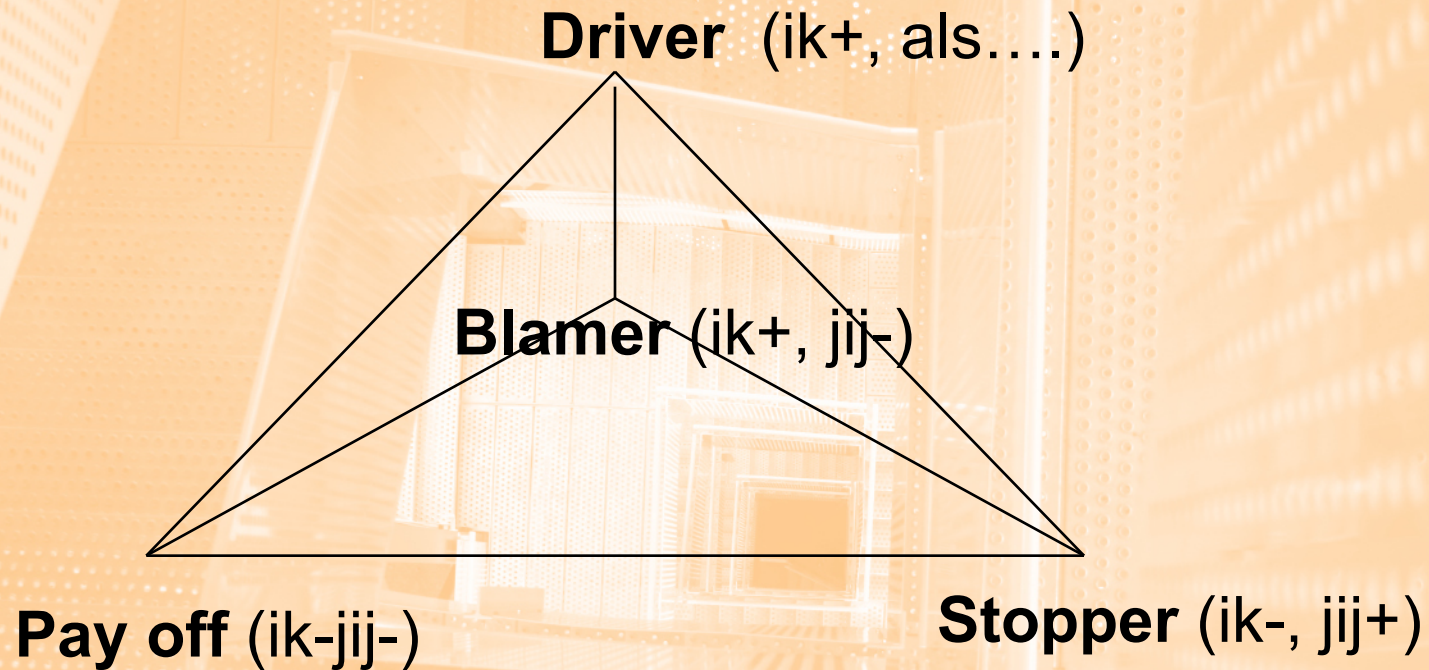 Driver (ik+, als….)
Blamer (ik+, jij-)
Pay off (ik-jij-)
Stopper (ik-, jij+)